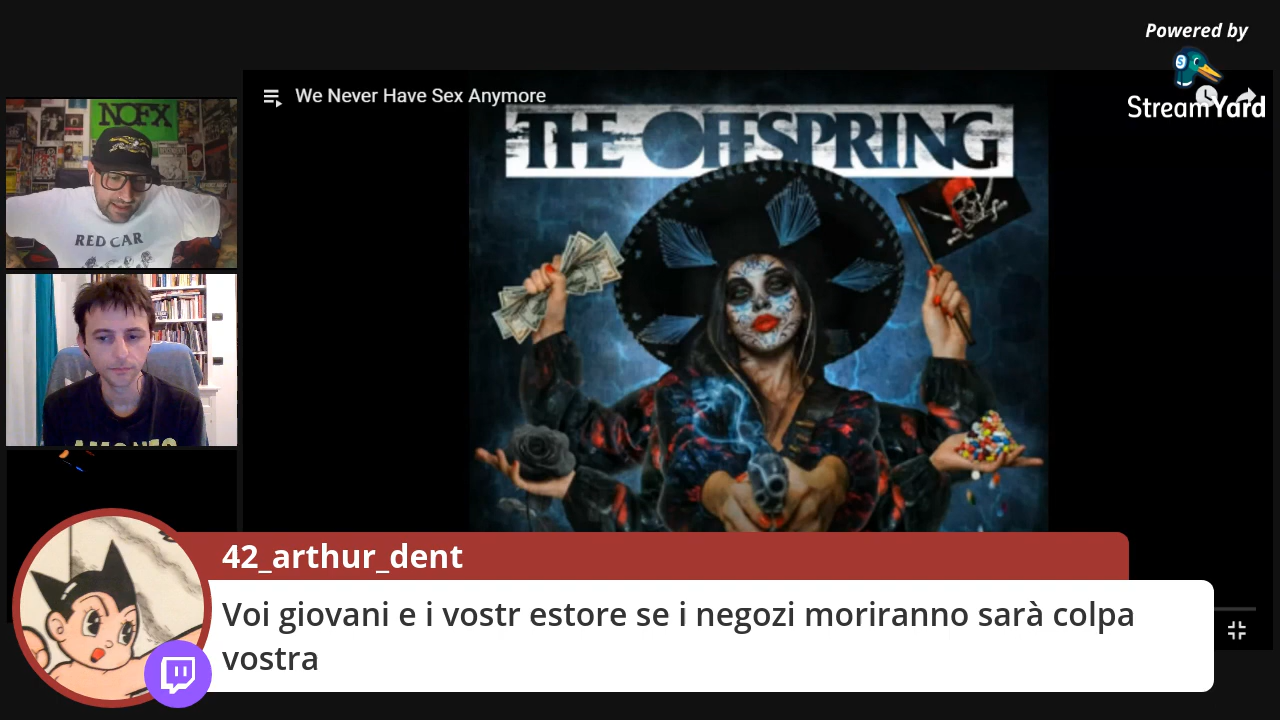 Powered by
StreamYard
We Never Have Sex Anymore
THE OFFSPRING
NOFX
RED CAR
42_arthur_dent
Voi giovani e i vostr estore se i negozi moriranno sarà colpa
vostra